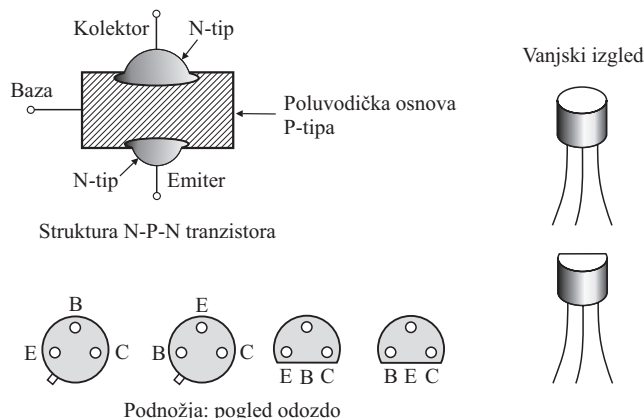 Kolektor
N-tip
Vanjski izgled
Baza
Poluvodička osnova
P-tipa
N-tip
Emiter
Struktura N-P-N tranzistora
B
E
E
C
B
C
E B C
B E C
Podnožja: pogled odozdo